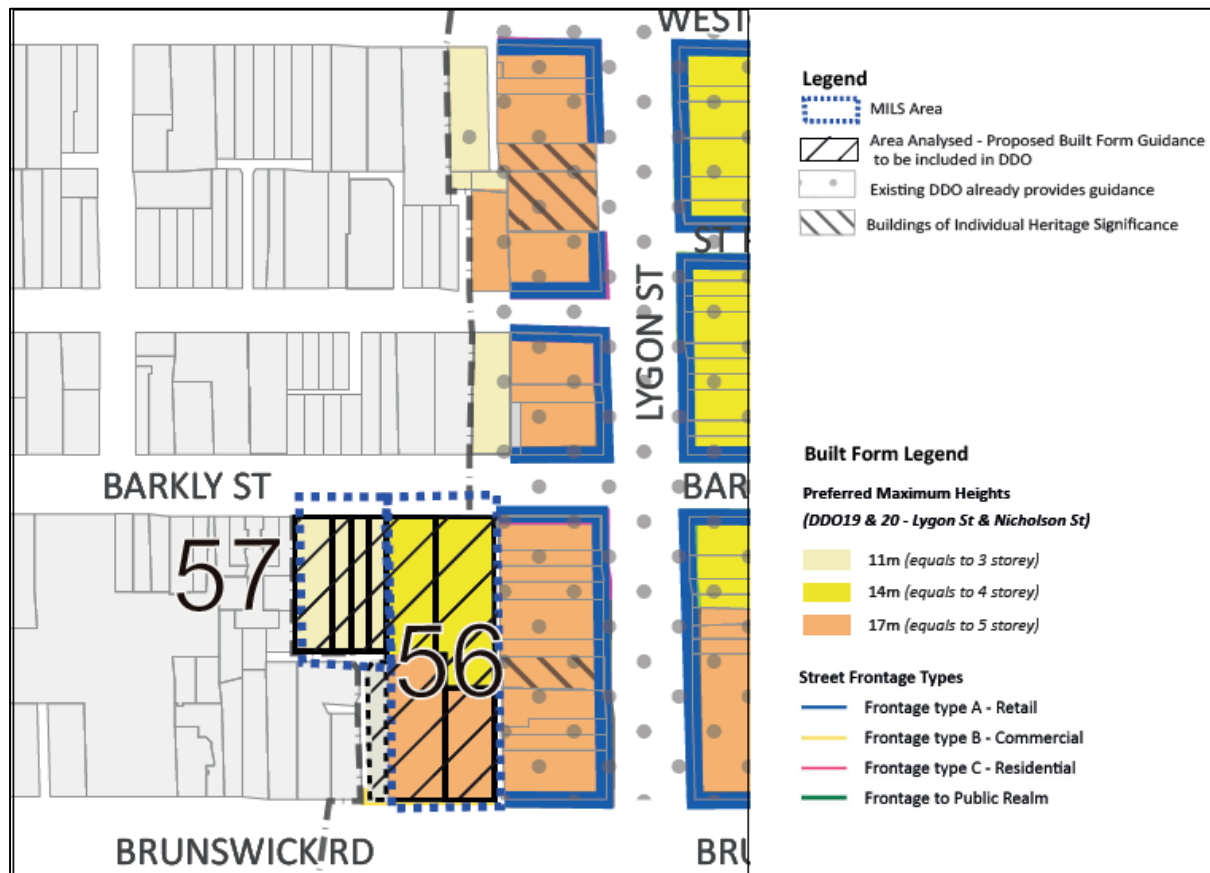 WEST
ST
LYGON ST
BARKLY ST
BAR
57
56
BRUNSWICK RD
BRU
Legend
MILS Area
Area Analysed - Proposed Built Form Guidance
to be included in DDO
Existing DDO already provides guidance
Buildings of Individual Heritage Significance
Built Form Legend
Preferred Maximum Heights
(DDO19 & 20 - Lygon St & Nicholson St)
11m (equals to 3 storey)
14m (equals to 4 storey)
17m (equals to 5 storey)
Street Frontage Types
Frontage type A - Retail
Frontage type B - Commercial
Frontage type C - Residential
Frontage to Public Realm